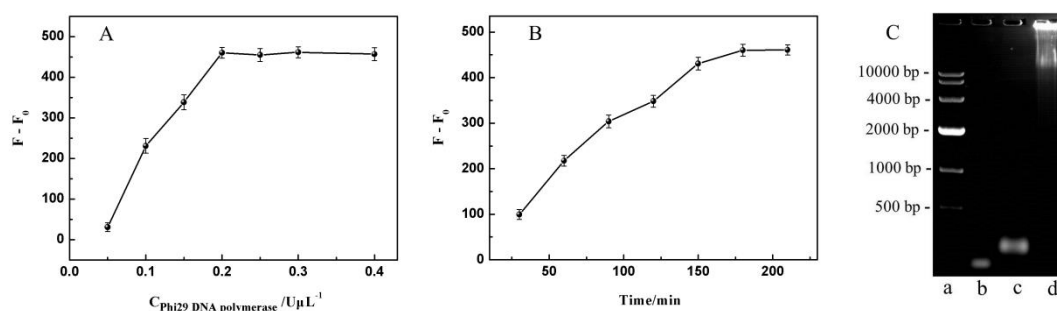 A
500
400
300
200
100
0
F - F₀
0.0 0.1 0.2 0.3 0.4
C Phi29 DNA polymerase /UμL⁻¹
B
500
400
300
200
100
0
F - F₀
50 100 150 200
Time/min
C
10000 bp -
4000 bp -
2000 bp -
1000 bp -
500 bp -
a b c d